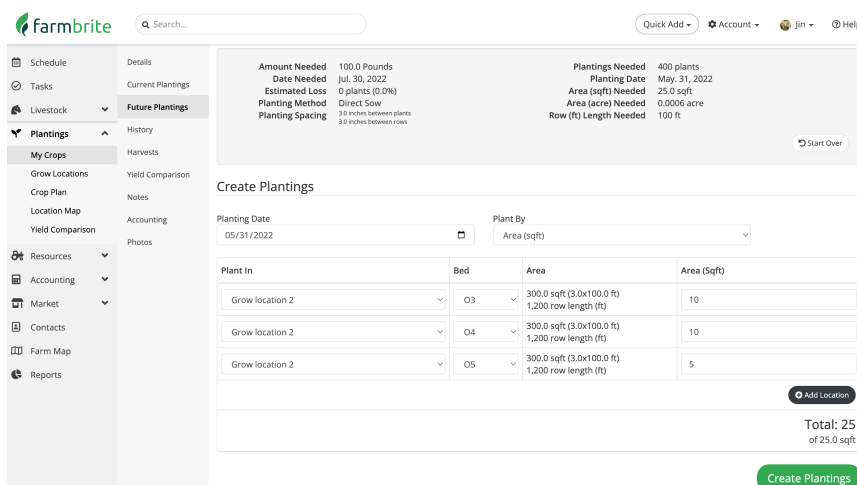 farmbrite
Search...
Quick Add
Account
Jin
Help
Schedule
Tasks
Livestock
Plantings
My Crops
Grow Locations
Crop Plan
Location Map
Yield Comparison
Resources
Accounting
Market
Contacts
Farm Map
Reports
Details
Current Plantings
Future Plantings
History
Harvests
Yield Comparison
Notes
Accounting
Photos
Amount Needed 100.0 Pounds
Date Needed Jul. 30, 2022
Estimated Loss 0 plants (0.0%)
Planting Method Direct Sow
Planting Spacing 3.0 inches between plants
3.0 inches between rows
Plantings Needed 400 plants
Planting Date May. 31, 2022
Area (sqft) Needed 25.0 sqft
Area (acre) Needed 0.0006 acre
Row (ft) Length Needed 100 ft
Start Over
Create Plantings
Planting Date
05/31/2022
Plant By
Area (sqft)
Plant In Bed Area Area (Sqft)
Grow location 2 O3 300.0 sqft (3.0x100.0 ft) 10
1,200 row length (ft)
Grow location 2 O4 300.0 sqft (3.0x100.0 ft) 10
1,200 row length (ft)
Grow location 2 O5 300.0 sqft (3.0x100.0 ft) 5
1,200 row length (ft)
Add Location
Total: 25
of 25.0 sqft
Create Plantings